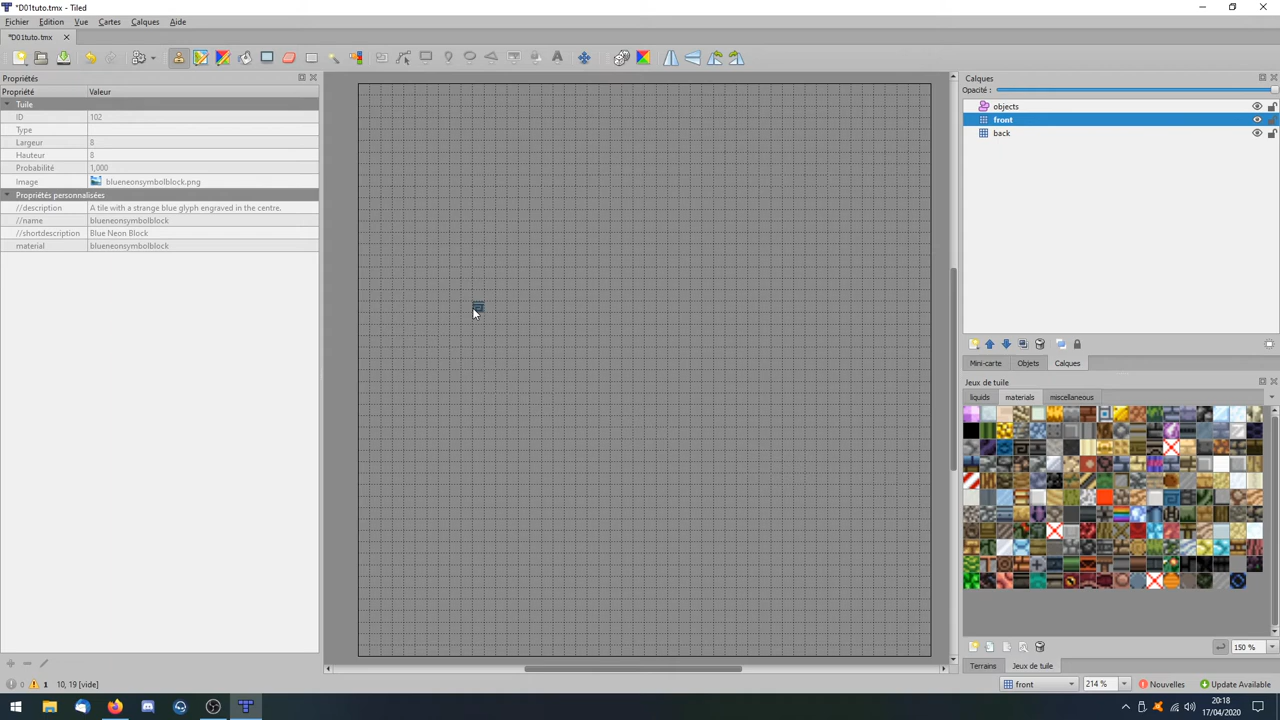 *D01tuto.tmx - Tiled
Fichier Edition Vue Cartes Calques Aide
*D01tuto.tmx
Propriétés
Propriété Valeur
Tuile
ID 102
Type
Largeur 8
Hauteur 8
Probabilité 1,000
Image blueneonsymbolblock.png
Propriétés personnalisées
//description A tile with a strange blue glyph engraved in the centre.
//name blueneonsymbolblock
//shortdescription Blue Neon Block
material blueneonsymbolblock
Calques
Opacité :
objects
front
back
Mini-carte Objets Calques
Jeux de tuile
liquids materials miscellaneous
150 %
Terrains Jeux de tuile
0 1 10, 19 [vide] front 214 % Nouvelles Update Available
20:18
17/04/2020